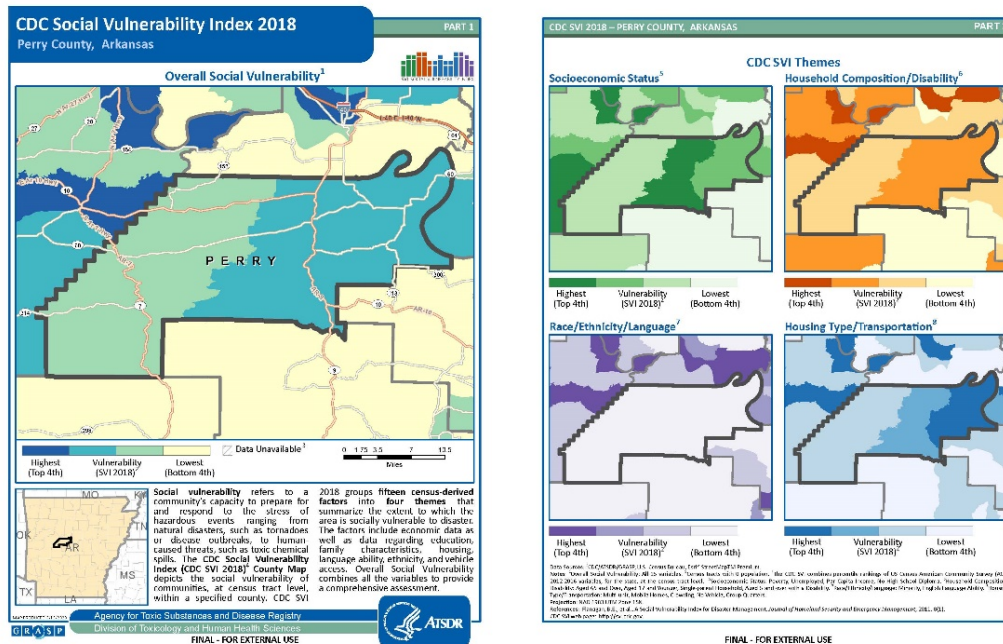 CDC Social Vulnerability Index 2018
PART 1
Perry County, Arkansas
Overall Social Vulnerability1
27
10
60
PERRY
7
9
10
Highest
(Top 4th)
Vulnerability
(SVI 2018)2
Lowest
(Bottom 4th)
Data Unavailable3
0 1.75 3.5 7 13.5
Miles
MO
KY
OK
AR
TN
MS
TX
LA
Social vulnerability refers to a
community's capacity to prepare for
and respond to the stress of
hazardous events ranging from
natural disasters, such as tornadoes
or disease outbreaks, to human-
caused threats, such as toxic chemical
spills. The CDC Social Vulnerability
Index (CDC SVI 2018)4 County Map
depicts the social vulnerability of
communities, at census tract level,
within a specified county. CDC SVI
2018 groups fifteen census-derived
factors into four themes that
summarize the extent to which the
area is socially vulnerable to disaster.
The factors include economic data as
well as data regarding education,
family characteristics, housing,
language ability, ethnicity, and vehicle
access. Overall Social Vulnerability
combines all the variables to provide
a comprehensive assessment.
GRASP
Agency for Toxic Substances and Disease Registry
Division of Toxicology and Human Health Sciences
ATSDR
FINAL - FOR EXTERNAL USE
CDC SVI 2018 – PERRY COUNTY, ARKANSAS
PART
CDC SVI Themes
Socioeconomic Status5
Household Composition/Disability6
Highest
(Top 4th)
Vulnerability
(SVI 2018)2
Lowest
(Bottom 4th)
Highest
(Top 4th)
Vulnerability
(SVI 2018)2
Lowest
(Bottom 4th)
Race/Ethnicity/Language7
Housing Type/Transportation8
Highest
(Top 4th)
Vulnerability
(SVI 2018)2
Lowest
(Bottom 4th)
Highest
(Top 4th)
Vulnerability
(SVI 2018)2
Lowest
(Bottom 4th)
FINAL - FOR EXTERNAL USE